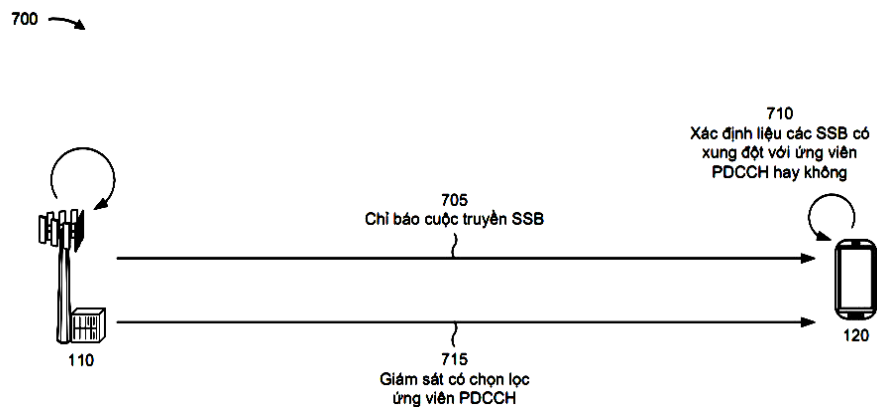 700
710
Xác định liệu các SSB có
xung đột với ứng viên
PDCCH hay không
705
Chỉ báo cuộc truyền SSB
110
120
715
Giám sát có chọn lọc
ứng viên PDCCH